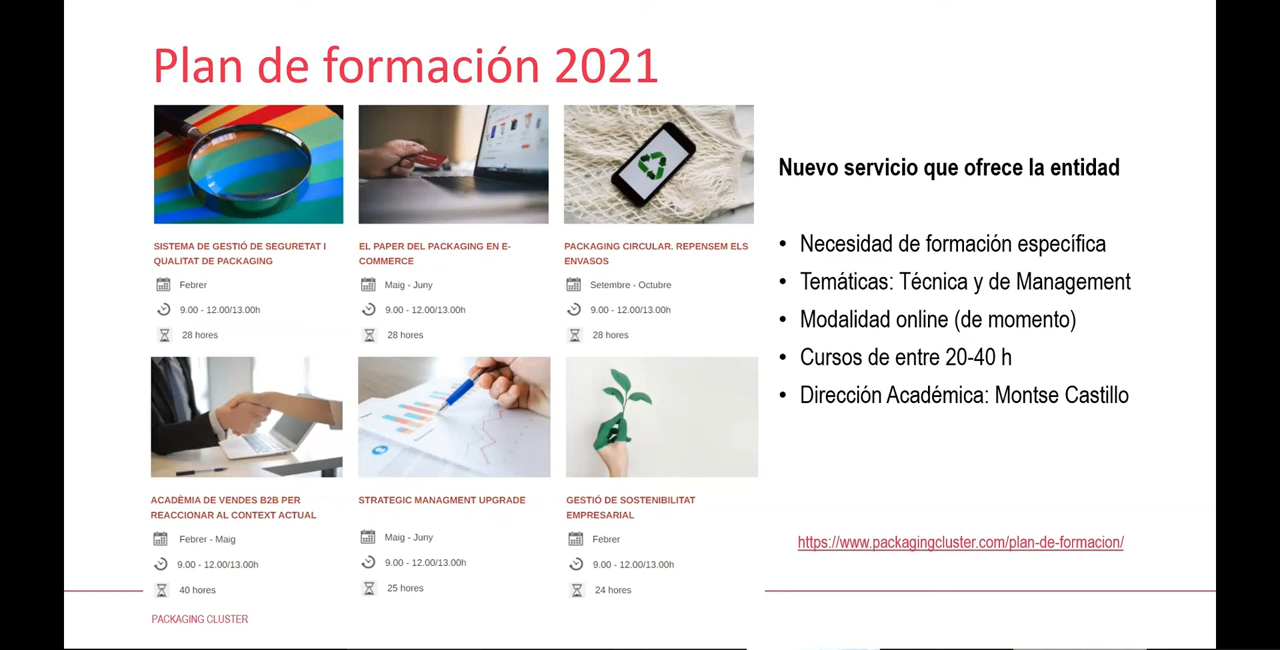 Plan de formación 2021
SISTEMA DE GESTIÓ DE SEGURETAT I
QUALITAT DE PACKAGING
Febrer
9.00 - 12.00/13.00h
28 hores
EL PAPER DEL PACKAGING EN E-
COMMERCE
Maig - Juny
9.00 - 12.00/13.00h
28 hores
PACKAGING CIRCULAR. REPENSEM ELS
ENVASOS
Setembre - Octubre
9.00 - 12.00/13.00h
28 hores
ACADÈMIA DE VENDES B2B PER
REACCIONAR AL CONTEXT ACTUAL
Febrer - Maig
9.00 - 12.00/13.00h
40 hores
STRATEGIC MANAGMENT UPGRADE
Maig - Juny
9.00 - 12.00/13.00h
25 hores
GESTIÓ DE SOSTENIBILITAT
EMPRESARIAL
Febrer
9.00 - 12.00/13.00h
24 hores
Nuevo servicio que ofrece la entidad
• Necesidad de formación específica
• Temáticas: Técnica y de Management
• Modalidad online (de momento)
• Cursos de entre 20-40 h
• Dirección Académica: Montse Castillo
https://www.packagingcluster.com/plan-de-formacion/
PACKAGING CLUSTER